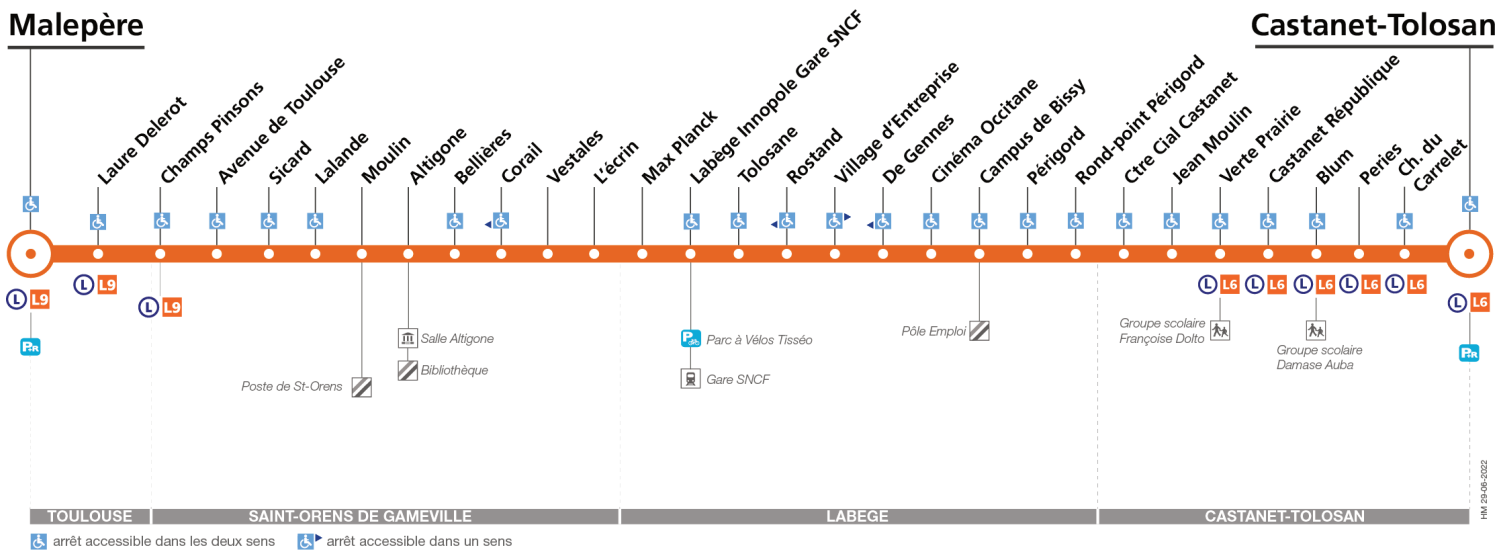 Malepère
Castanet-Tolosan
Laure Delerot
Champs Pinsons
Avenue de Toulouse
Sicard
Lalande
Moulin
Altigone
Bellières
Corail
Vestales
L'écrin
Max Planck
Labège Innopole Gare SNCF
Tolosane
Rostand
Village d'Entreprise
De Gennes
Cinéma Occitane
Campus de Bissy
Périgord
Rond-point Périgord
Ctre Cial Castanet
Jean Moulin
Verte Prairie
Castanet République
Blum
Peries
Ch. du
Carrelet
L L9
L L9
L L9
L L6
L L6
L L6
L L6
L L6
L L6
P+R
Salle Altigone
Bibliothèque
Poste de St-Orens
P
Parc à Vélos Tisséo
Gare SNCF
Pôle Emploi
Groupe scolaire
Françoise Dolto
Groupe scolaire
Damase Auba
P+R
HM 29-06-2022
TOULOUSE
SAINT-ORENS DE GAMEVILLE
LABEGE
CASTANET-TOLOSAN
arrêt accessible dans les deux sens
arrêt accessible dans un sens